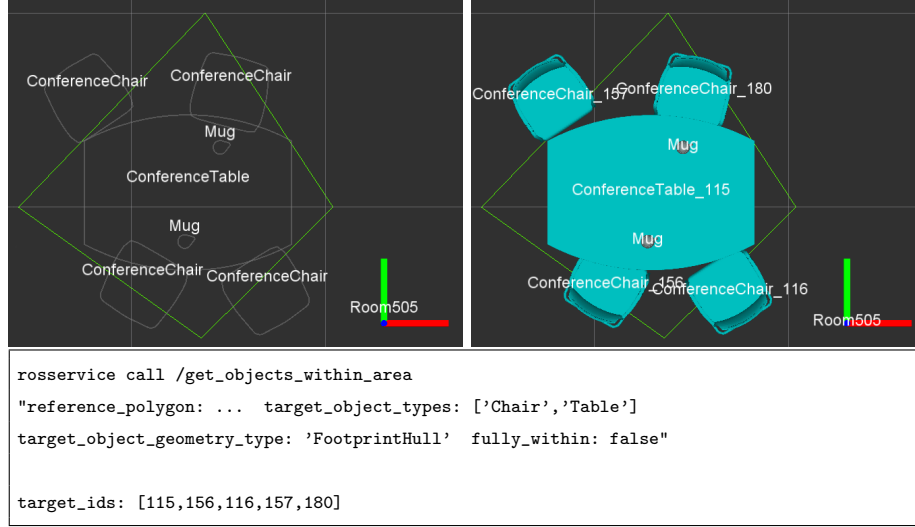 ConferenceChair
ConferenceChair
Mug
ConferenceTable
Mug
ConferenceChair
ConferenceChair
Room505
ConferenceChair_157
ConferenceChair_180
Mug
ConferenceTable_115
Mug
ConferenceChair_156
ConferenceChair_116
Room505
rosservice call /get_objects_within_area
"reference_polygon: ... target_object_types: [’Chair’,’Table’]
target_object_geometry_type: ’FootprintHull’ fully_within: false"
target_ids: [115,156,116,157,180]